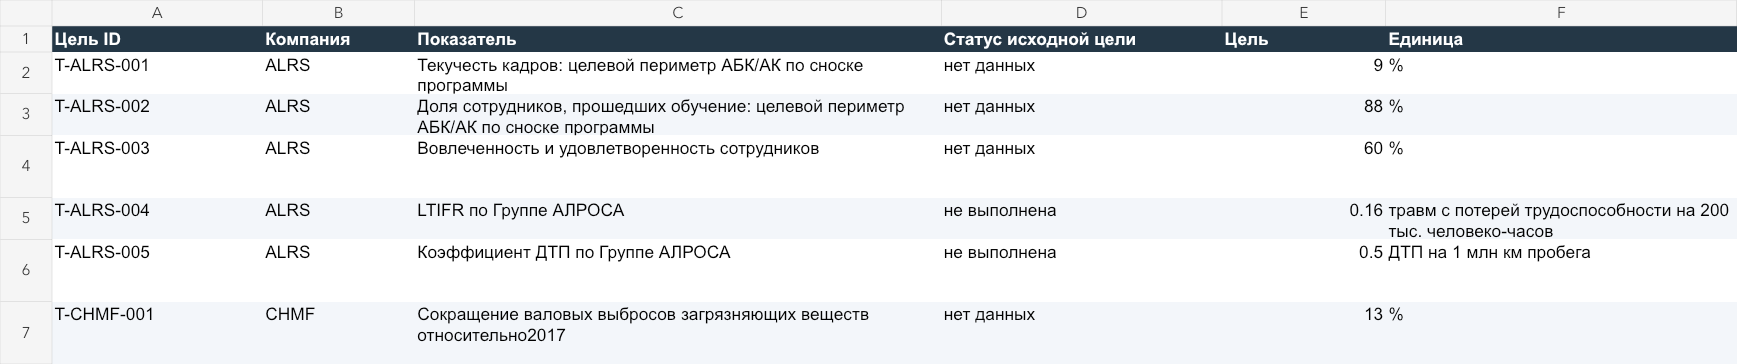 A B C D E F
1 Цель ID Компания Показатель Статус исходной цели Цель Единица
2 T-ALRS-001 ALRS Текучесть кадров: целевой периметр АБК/АК по сноске нет данных 9 %
программы
3 T-ALRS-002 ALRS Доля сотрудников, прошедших обучение: целевой периметр нет данных 88 %
АБК/АК по сноске программы
4 T-ALRS-003 ALRS Вовлеченность и удовлетворенность сотрудников нет данных 60 %
5 T-ALRS-004 ALRS LTIFR по Группе АЛРОСА не выполнена 0.16 травм с потерей трудоспособности на 200
тыс. человеко-часов
6 T-ALRS-005 ALRS Коэффициент ДТП по Группе АЛРОСА не выполнена 0.5 ДТП на 1 млн км пробега
7 T-CHMF-001 CHMF Сокращение валовых выбросов загрязняющих веществ нет данных 13 %
относительно2017